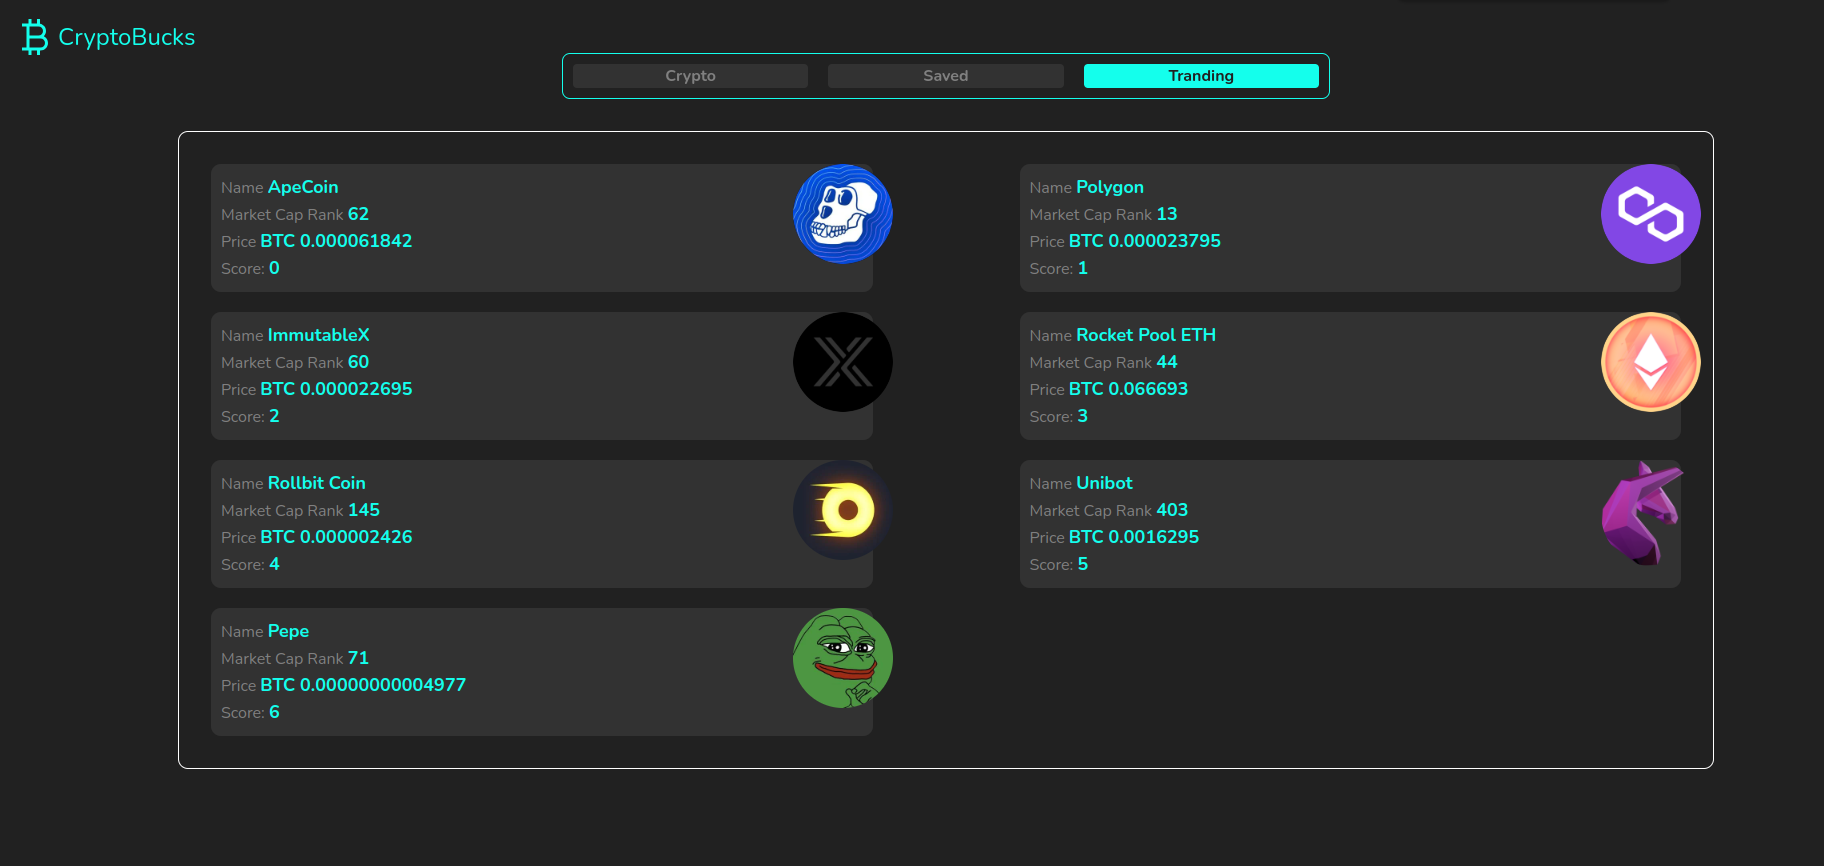 CryptoBucks
Crypto
Saved
Tranding
Name ApeCoin
Market Cap Rank 62
Price BTC 0.000061842
Score: 0
Name Polygon
Market Cap Rank 13
Price BTC 0.000023795
Score: 1
Name ImmutableX
Market Cap Rank 60
Price BTC 0.000022695
Score: 2
Name Rocket Pool ETH
Market Cap Rank 44
Price BTC 0.066693
Score: 3
Name Rollbit Coin
Market Cap Rank 145
Price BTC 0.000002426
Score: 4
Name Unibot
Market Cap Rank 403
Price BTC 0.0016295
Score: 5
Name Pepe
Market Cap Rank 71
Price BTC 0.00000000004977
Score: 6